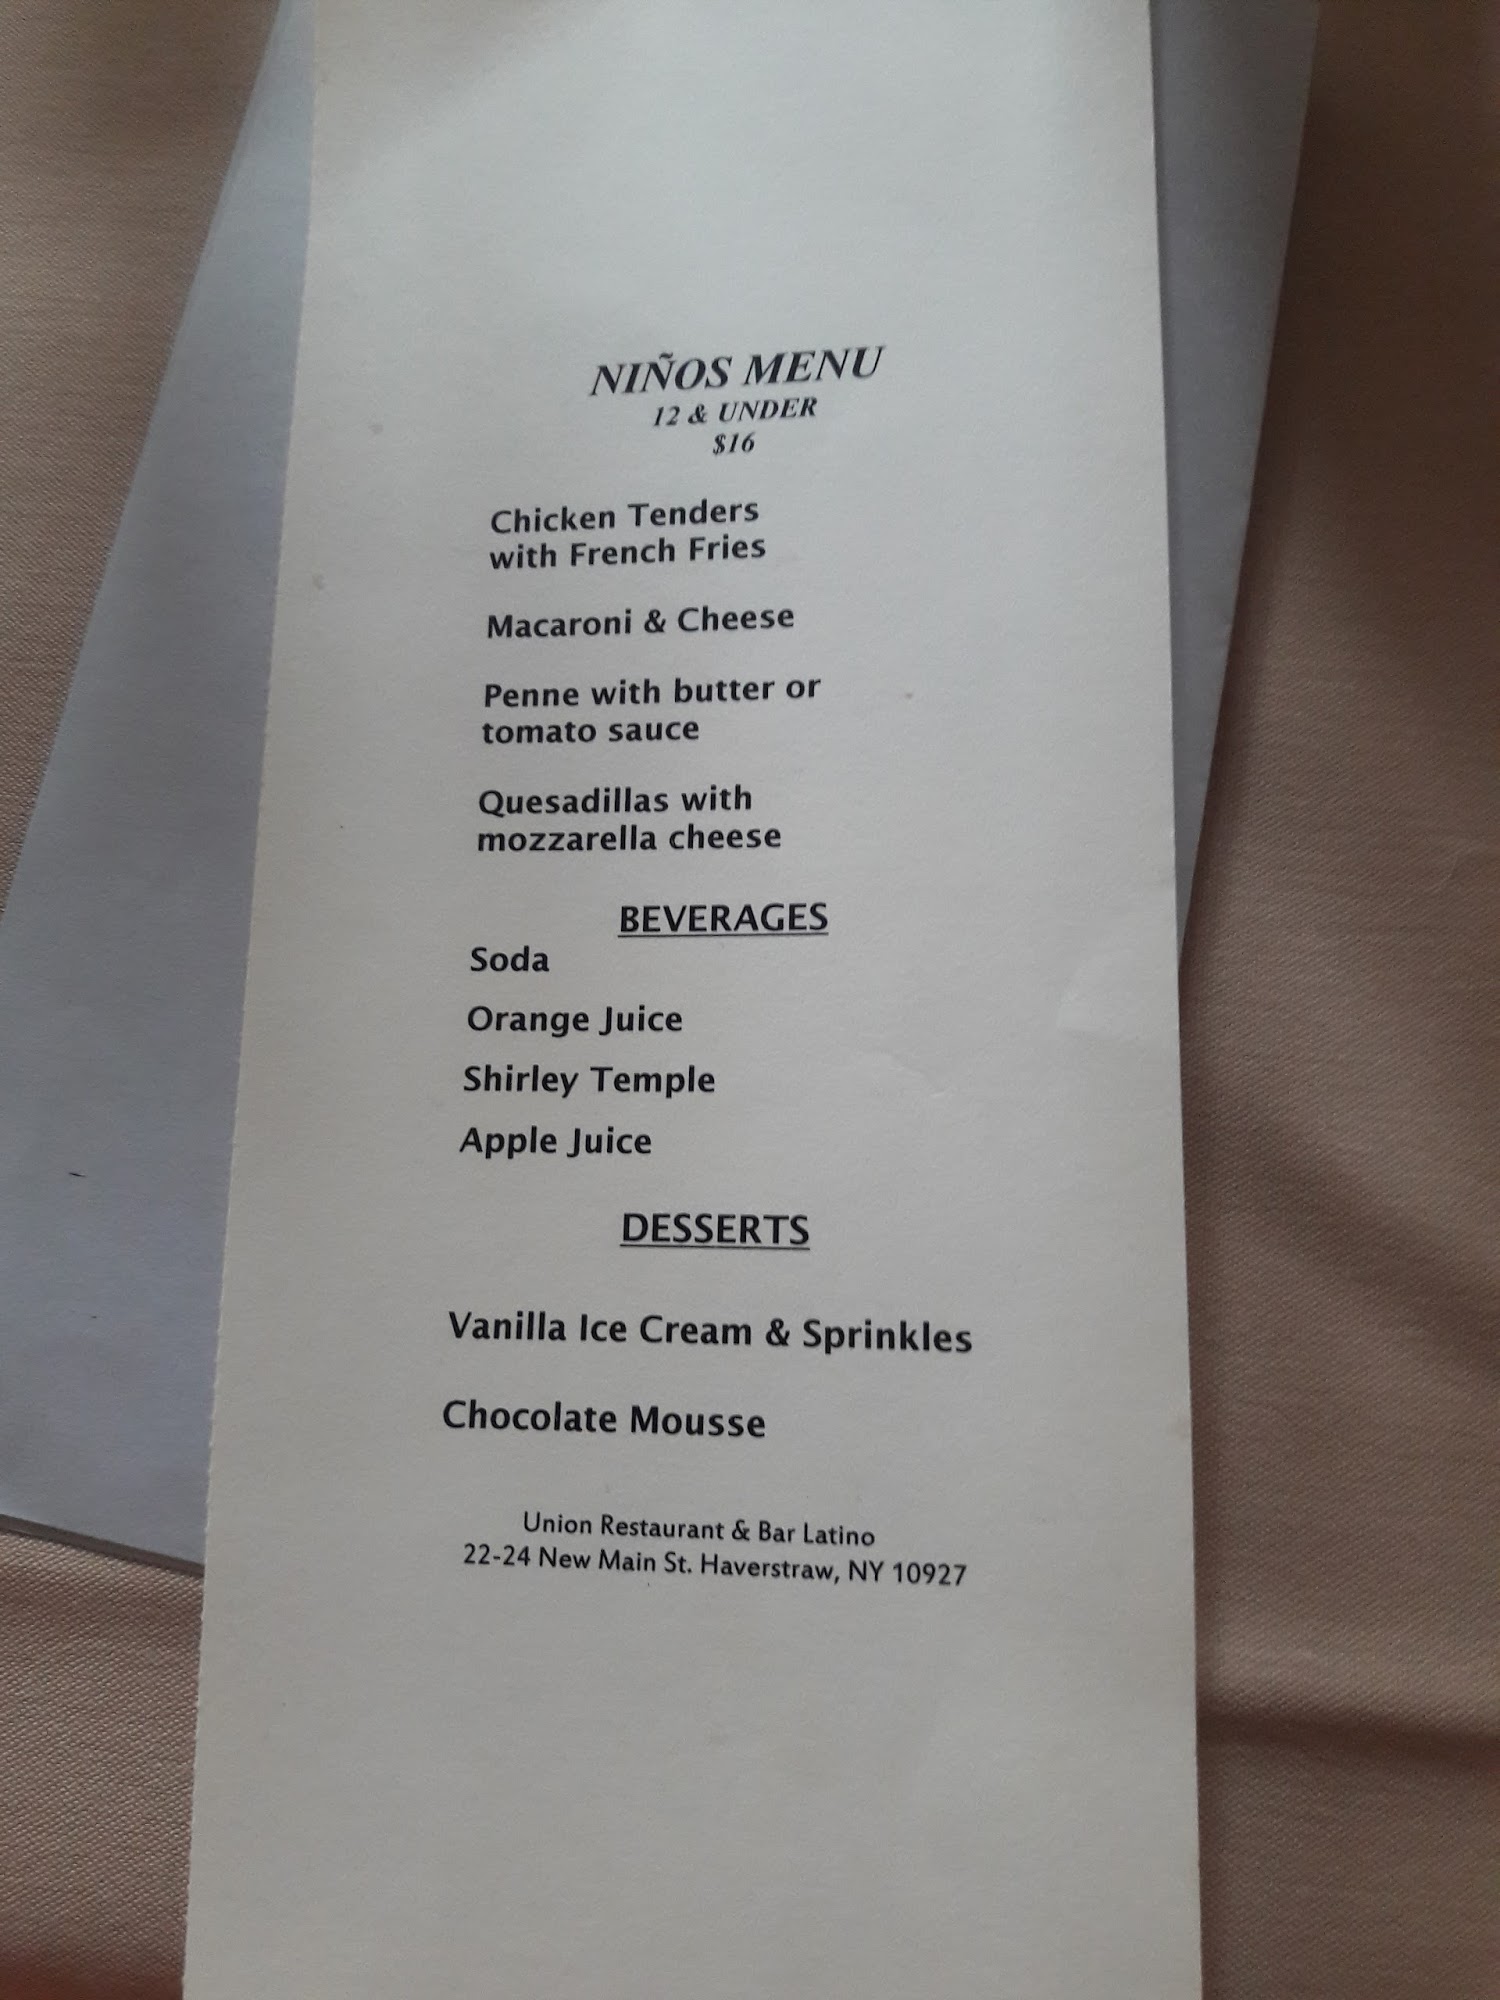 NIÑOS MENU
12 & UNDER
$16
Chicken Tenders
with French Fries
Macaroni & Cheese
Penne with butter or
tomato sauce
Quesadillas with
mozzarella cheese
BEVERAGES
Soda
Orange Juice
Shirley Temple
Apple Juice
DESSERTS
Vanilla Ice Cream & Sprinkles
Chocolate Mousse
Union Restaurant & Bar Latino
22-24 New Main St. Haverstraw, NY 10927